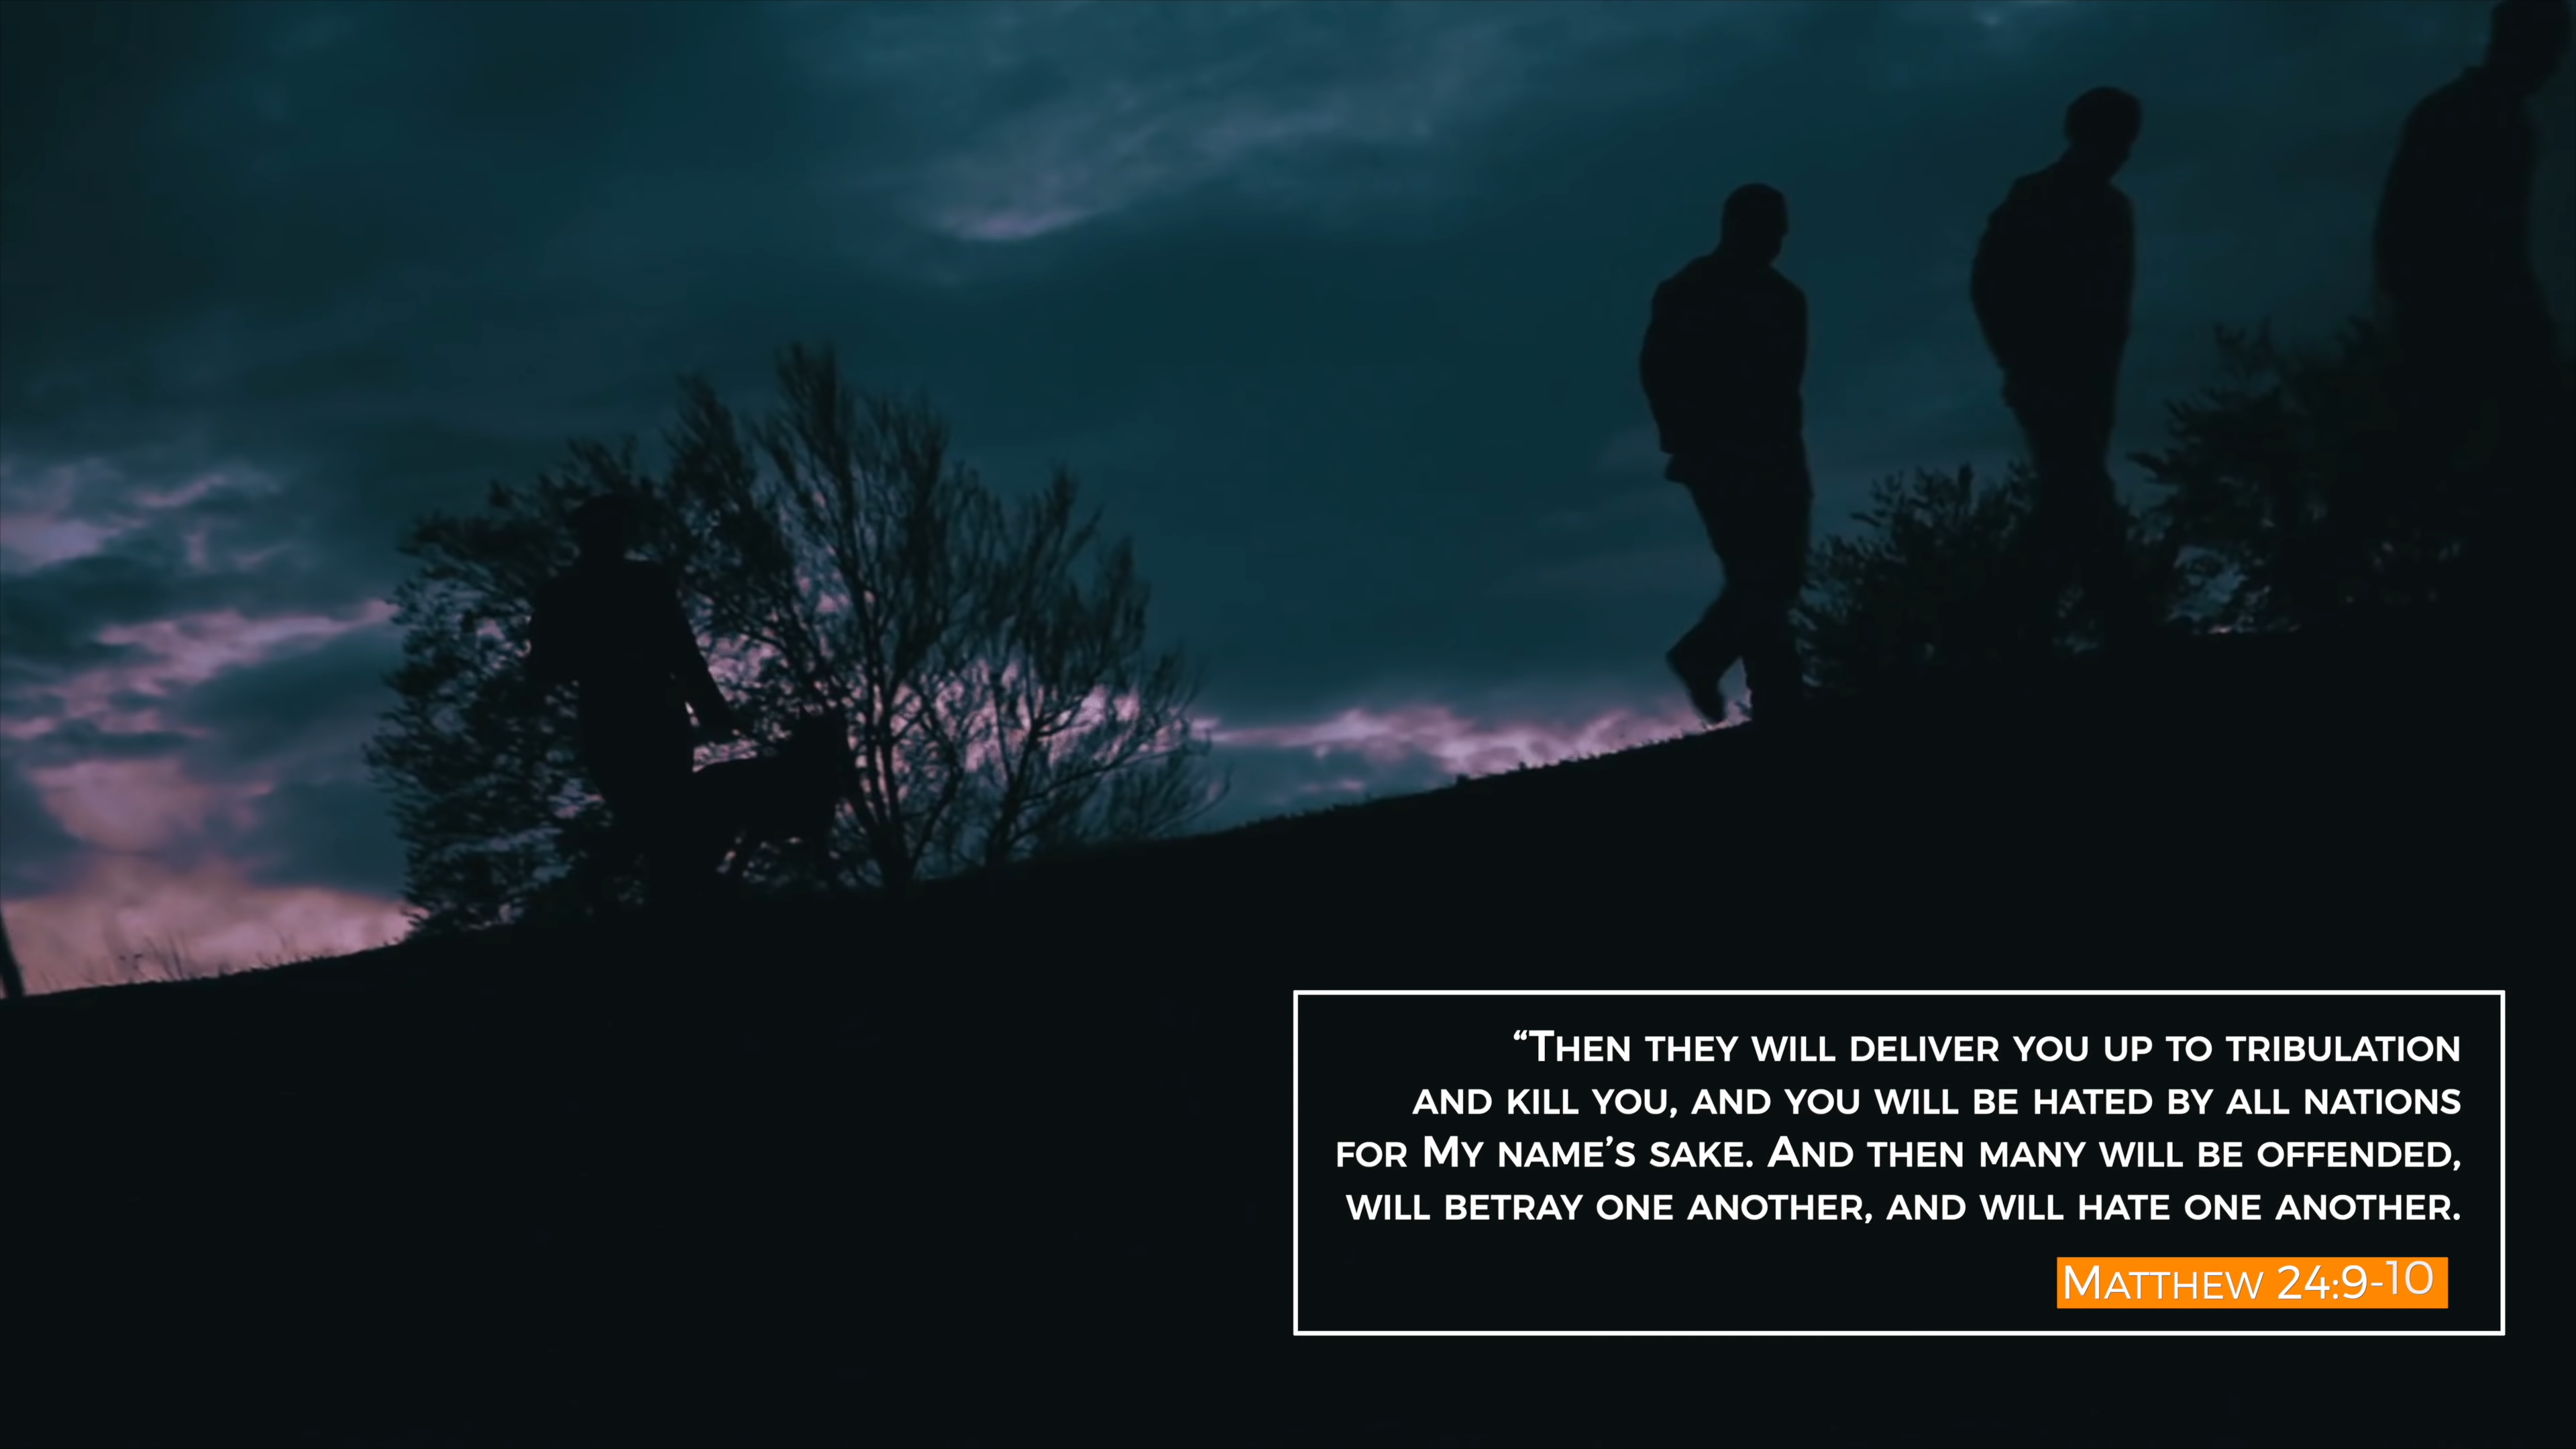 “Then they will deliver you up to tribulation
and kill you, and you will be hated by all nations
for My name’s sake. And then many will be offended,
will betray one another, and will hate one another.
Matthew 24:9-10